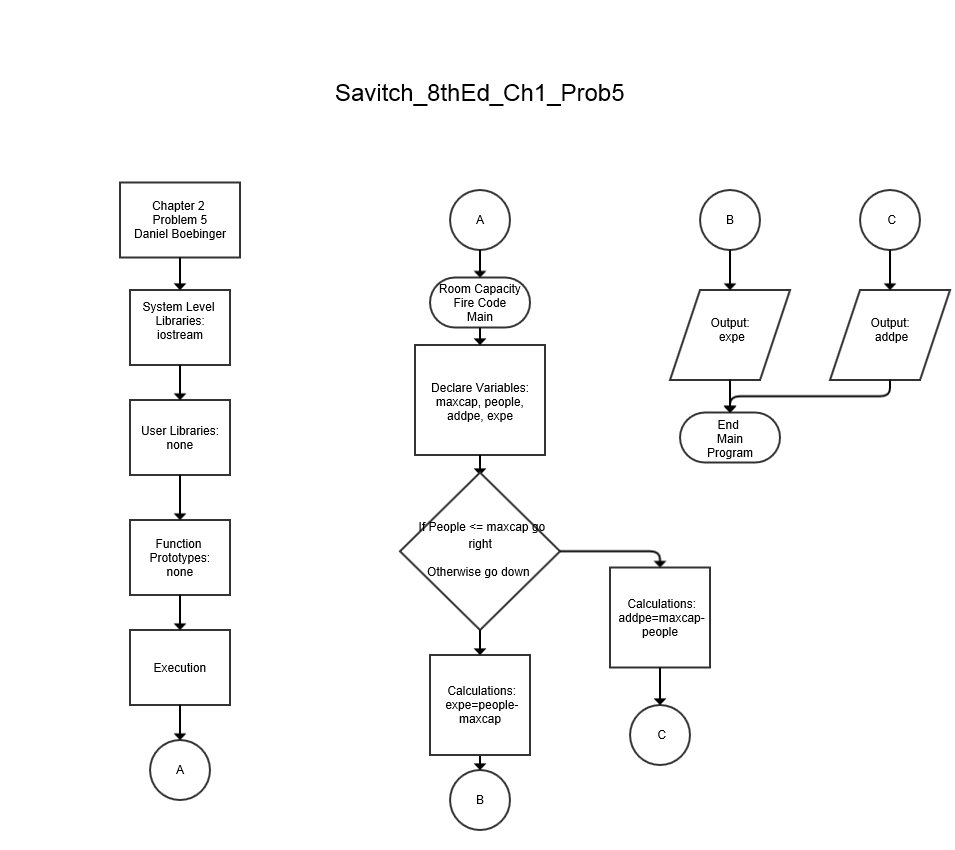 Savitch_8thEd_Ch1_Prob5
Chapter 2
Problem 5
Daniel Boebinger
System Level
Libraries:
iostream
User Libraries:
none
Function
Prototypes:
none
Execution
A
A
Room Capacity
Fire Code
Main
Declare Variables:
maxcap, people,
addpe, expe
If People <= maxcap go
right
Otherwise go down
Calculations:
expe=people-
maxcap
B
Calculations:
addpe=maxcap-
people
C
B
Output:
expe
C
Output:
addpe
End
Main
Program